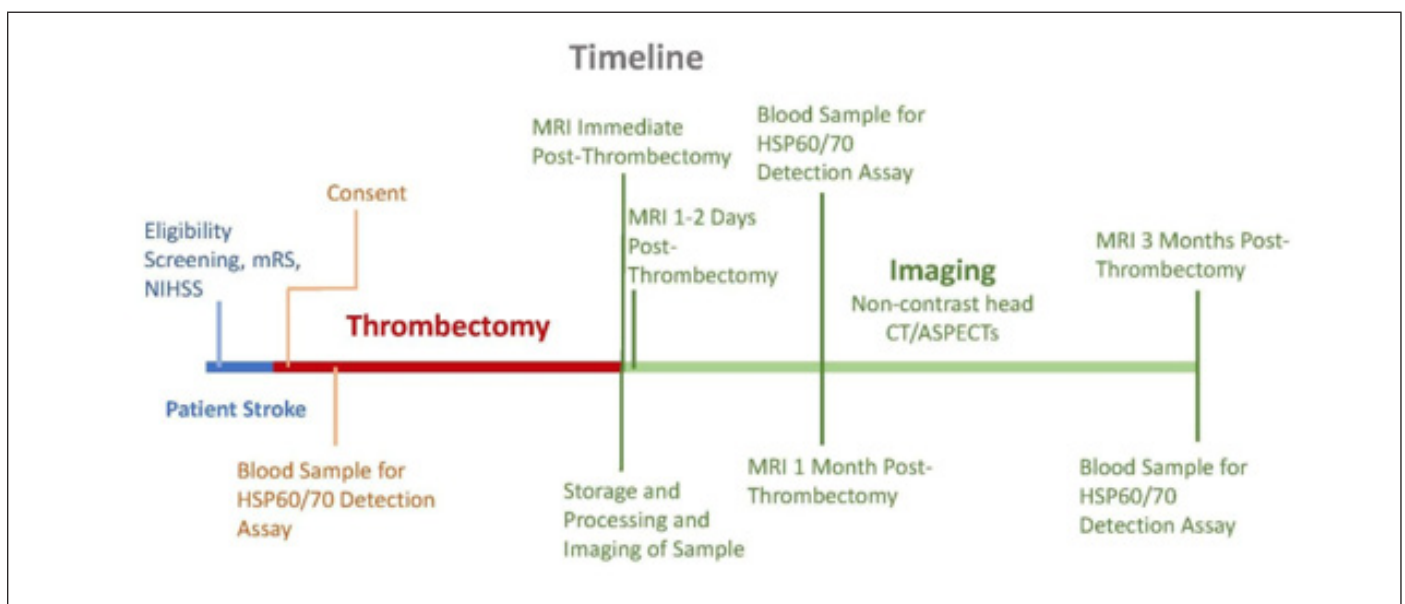 Timeline
MRI Immediate
Post-Thrombectomy
Blood Sample for
HSP60/70
Detection Assay
Consent
Eligibility
Screening, mRS,
NIHSS
MRI 1-2 Days
Post-
Thrombectomy
MRI 3 Months Post-
Thrombectomy
Imaging
Non-contrast head
CT/ASPECTs
Thrombectomy
Patient Stroke
Blood Sample for
HSP60/70 Detection
Assay
Storage and
Processing and
Imaging of Sample
MRI 1 Month Post-
Thrombectomy
Blood Sample for
HSP60/70
Detection Assay